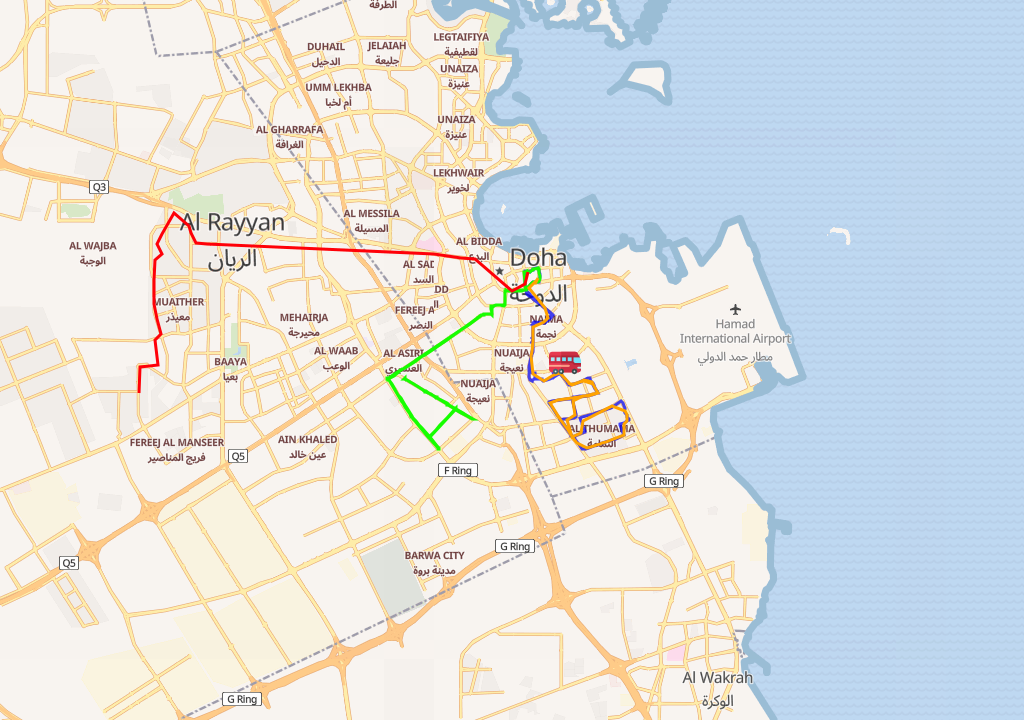 الطرفة
LEGTAIFIYA
لقطيفية
DUHAIL
الدحيل
JELAIAH
جليعة
UNAIZA
عنيزة
UMM LEKHBA
أم لخبا
UNAIZA
عنيزة
AL GHARRAFA
الغرافة
LEKHWAIR
لخوير
Q3
AL MESSILA
المسيلة
Al Rayyan
الريان
AL WAJBA
الوجبة
AL BIDDA
البدع
Doha
الدوحة
AL SAD
السد
DD
ال
MUAITHER
معيذر
FEREEJ A
النصر
MEHAIRJA
محيرجة
NAJMA
نجمة
Hamad
International Airport
مطار حمد الدولي
AL WAAB
الوعب
AL ASIRI
العسيري
NUAIJA
نعيجة
BAAYA
بعيا
NUAIJA
نعيجة
AL THUMAMA
الثمامة
FEREEJ AL MANSEER
فريج المناصير
AIN KHALED
عين خالد
Q5
F Ring
G Ring
G Ring
BARWA CITY
مدينة بروة
Q5
Al Wakrah
الوكرة
G Ring